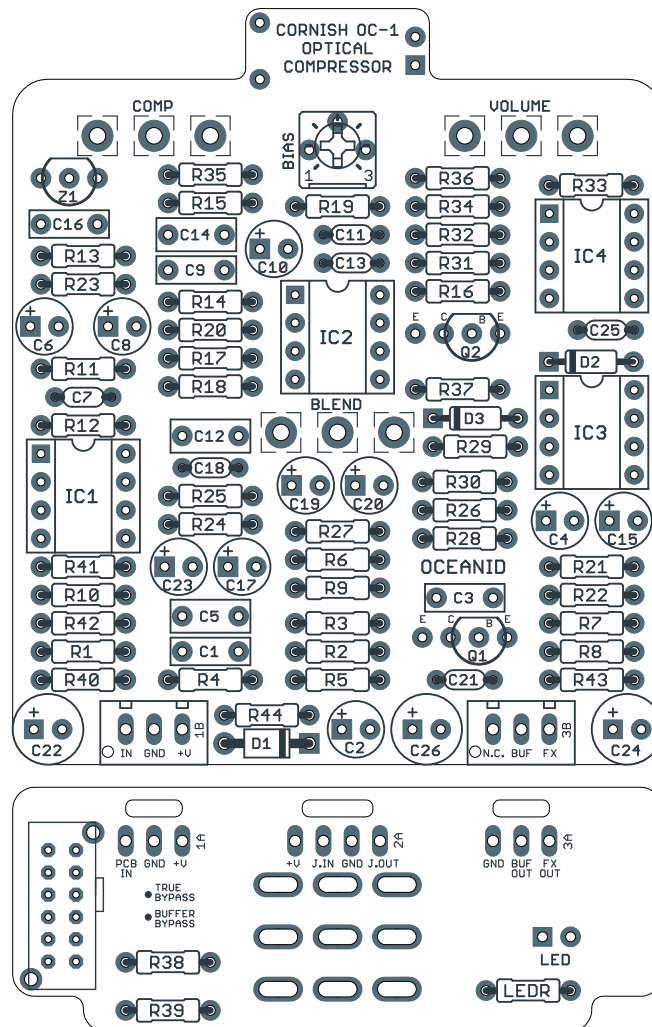 CORNISH OC-1
OPTICAL
COMPRESSOR
COMP
VOLUME
BIAS
1
3
Z1
R35
R15
R19
R36
R34
R33
C16
C14
C10
C11
R32
IC4
R13
C9
C13
R31
R23
R14
R16
C6
C8
R20
IC2
E
C
B
E
Q2
C25
R11
R17
D2
C7
R18
R37
BLEND
D3
R12
C12
R29
IC3
IC1
C18
R25
C19
C20
R30
R24
R26
C4
C15
R27
R28
R41
C23
C17
R6
OCEANID
R21
R10
R9
C3
R22
R42
C5
R3
E
C
B
E
R7
R1
C1
R2
Q1
R8
R40
R4
R5
C21
R43
C22
IN
GND
+V
1B
R44
D1
C2
C26
N.C.
BUF
FX
3B
C24
PCB
IN
GND
+V
1A
+V
J.IN
GND
J.OUT
2A
GND
BUF
OUT
FX
OUT
3A
TRUE
BYPASS
BUFFER
BYPASS
R38
R39
LED
LEDR